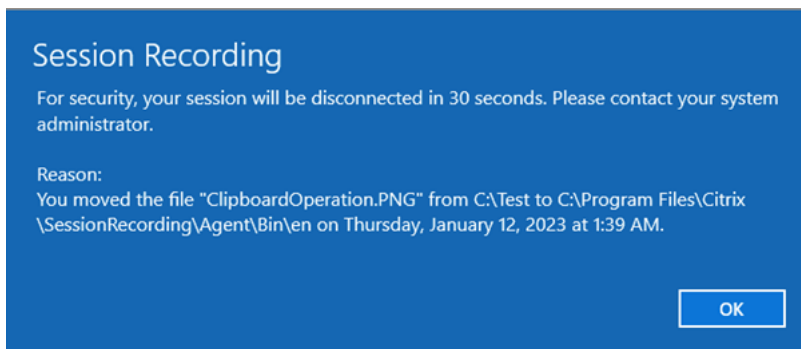 Session Recording
For security, your session will be disconnected in 30 seconds. Please contact your system
administrator.
Reason:
You moved the file "ClipboardOperation.PNG" from C:\Test to C:\Program Files\Citrix
\SessionRecording\Agent\Bin\en on Thursday, January 12, 2023 at 1:39 AM.
OK